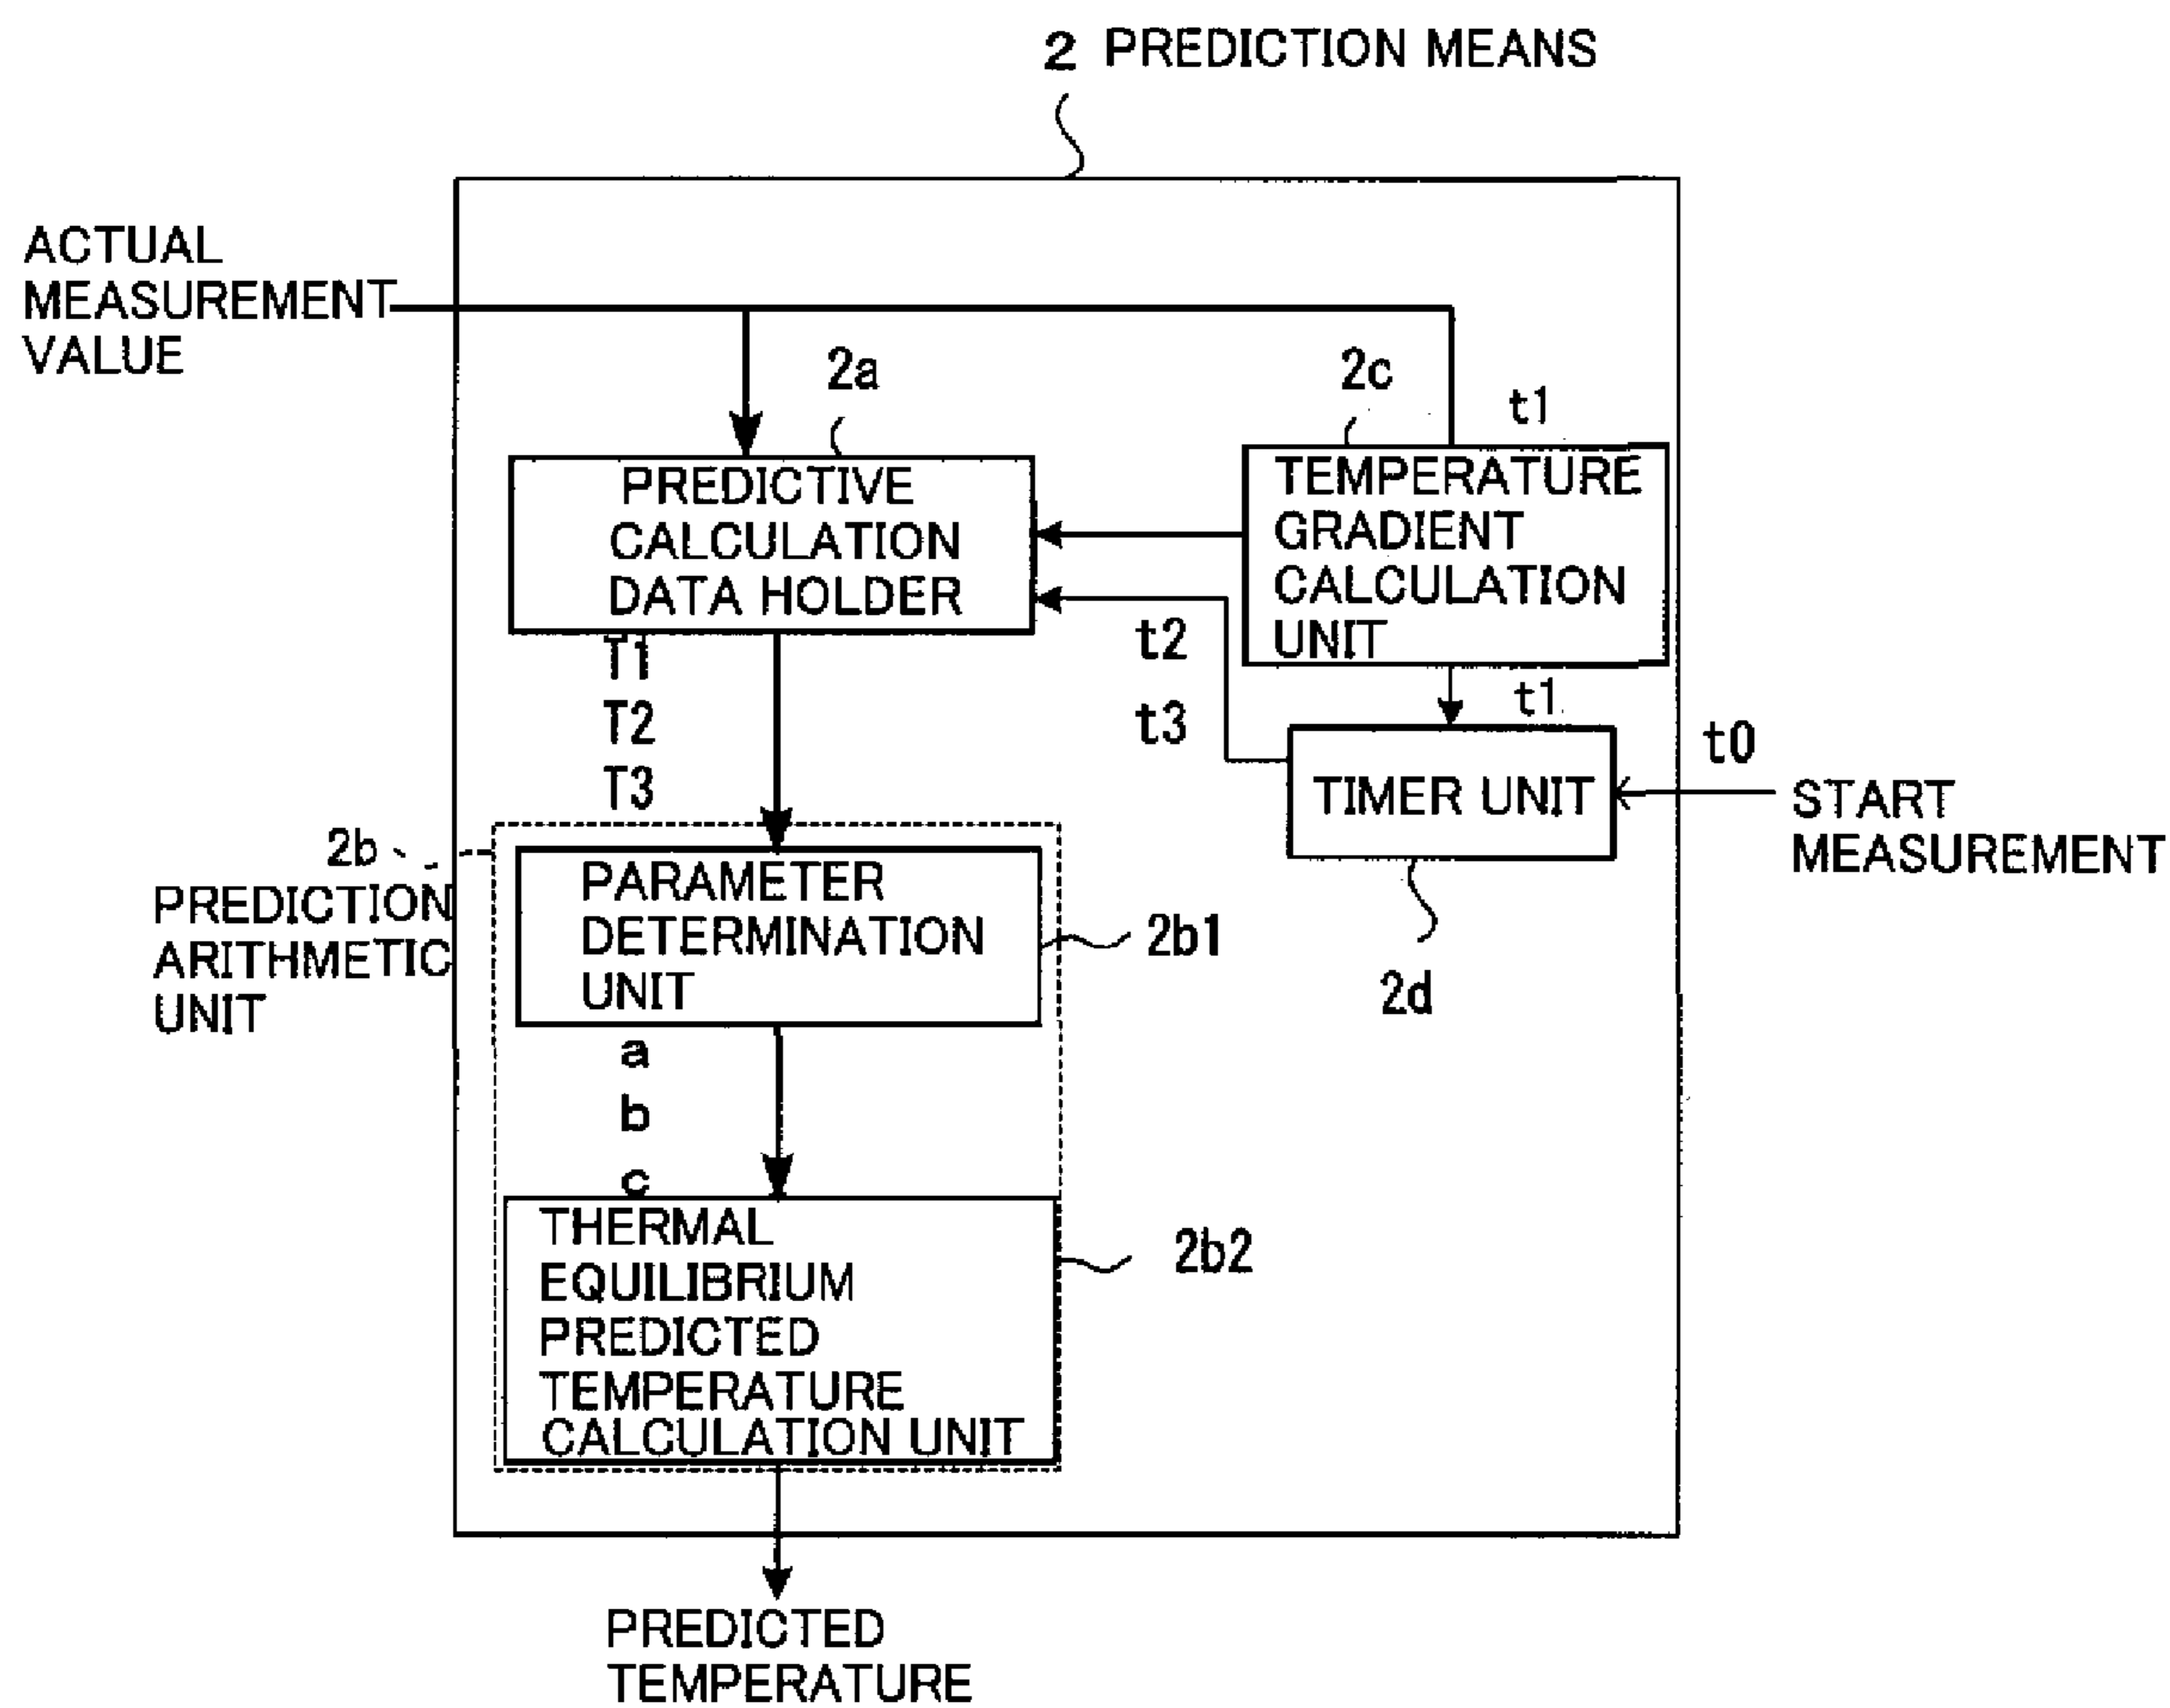 2 PREDICTION MEANS
ACTUAL
MEASUREMENT
VALUE
2a
2c
t1
PREDICTIVE
CALCULATION
DATA HOLDER
TEMPERATURE
GRADIENT
CALCULATION
UNIT
T1
T2
T3
t2
t3
t1
t0
TIMER UNIT
START
MEASUREMENT
2d
2b
PREDICTION
ARITHMETIC
UNIT
PARAMETER
DETERMINATION
UNIT
2b1
a
b
c
THERMAL
EQUILIBRIUM
PREDICTED
TEMPERATURE
CALCULATION UNIT
2b2
PREDICTED
TEMPERATURE